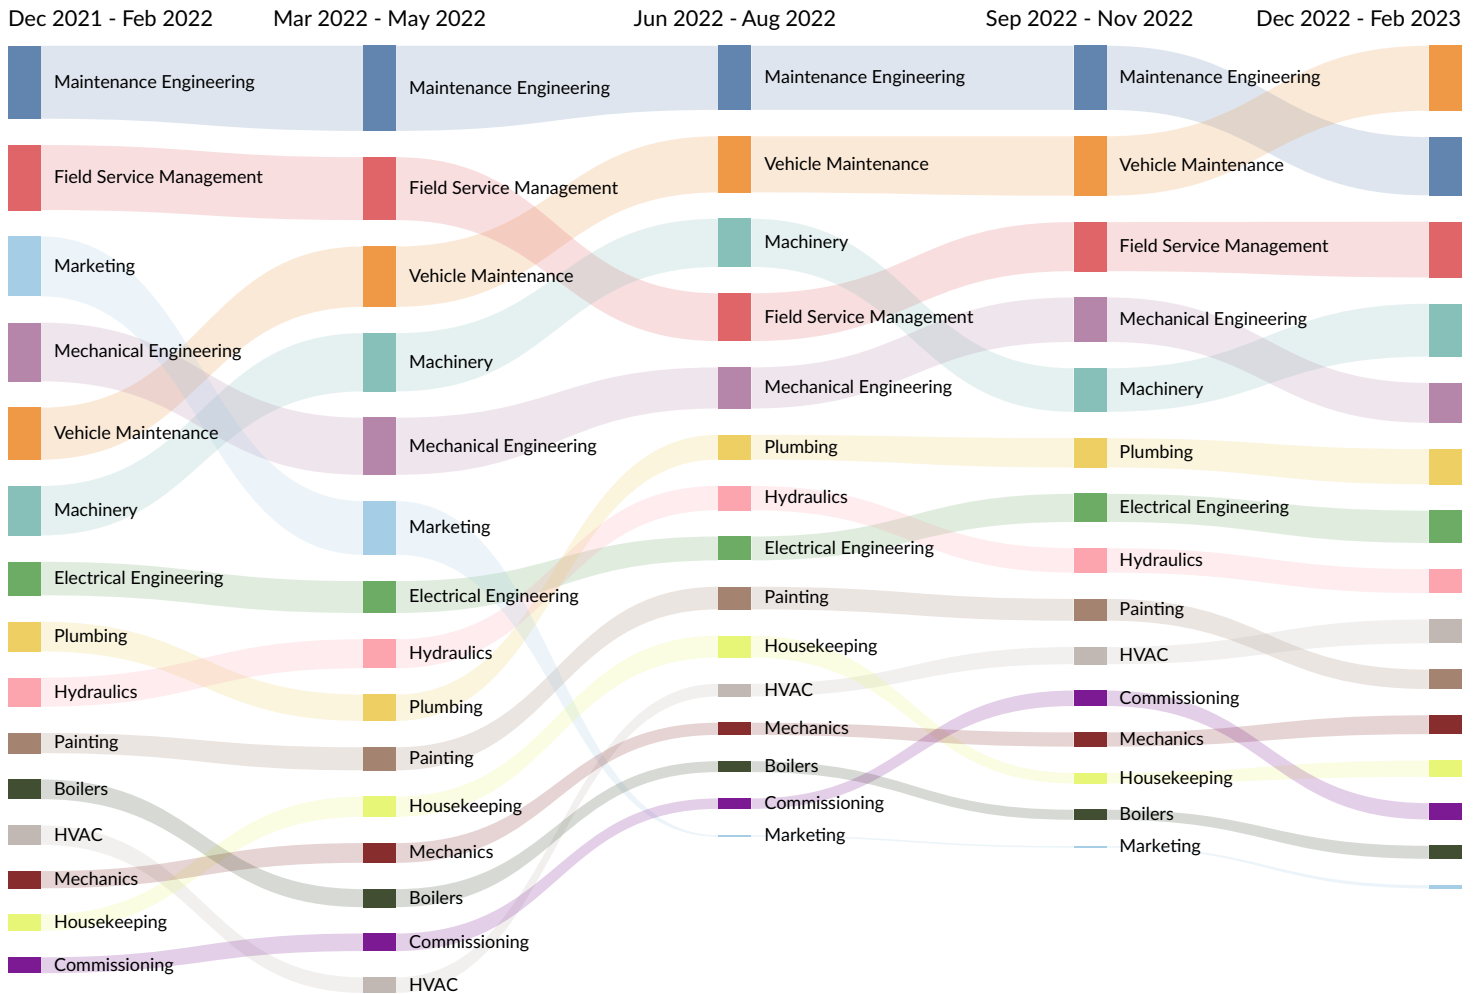 Dec 2021 - Feb 2022
Mar 2022 - May 2022
Jun 2022 - Aug 2022
Sep 2022 - Nov 2022
Dec 2022 - Feb 2023
Maintenance Engineering
Field Service Management
Marketing
Mechanical Engineering
Vehicle Maintenance
Machinery
Electrical Engineering
Plumbing
Hydraulics
Painting
Boilers
HVAC
Mechanics
Housekeeping
Commissioning
Maintenance Engineering
Field Service Management
Vehicle Maintenance
Machinery
Mechanical Engineering
Marketing
Electrical Engineering
Hydraulics
Plumbing
Painting
Housekeeping
Mechanics
Boilers
Commissioning
HVAC
Maintenance Engineering
Vehicle Maintenance
Machinery
Field Service Management
Mechanical Engineering
Plumbing
Hydraulics
Electrical Engineering
Painting
Housekeeping
HVAC
Mechanics
Boilers
Commissioning
Marketing
Maintenance Engineering
Vehicle Maintenance
Field Service Management
Mechanical Engineering
Machinery
Plumbing
Electrical Engineering
Hydraulics
Painting
HVAC
Commissioning
Mechanics
Housekeeping
Boilers
Marketing